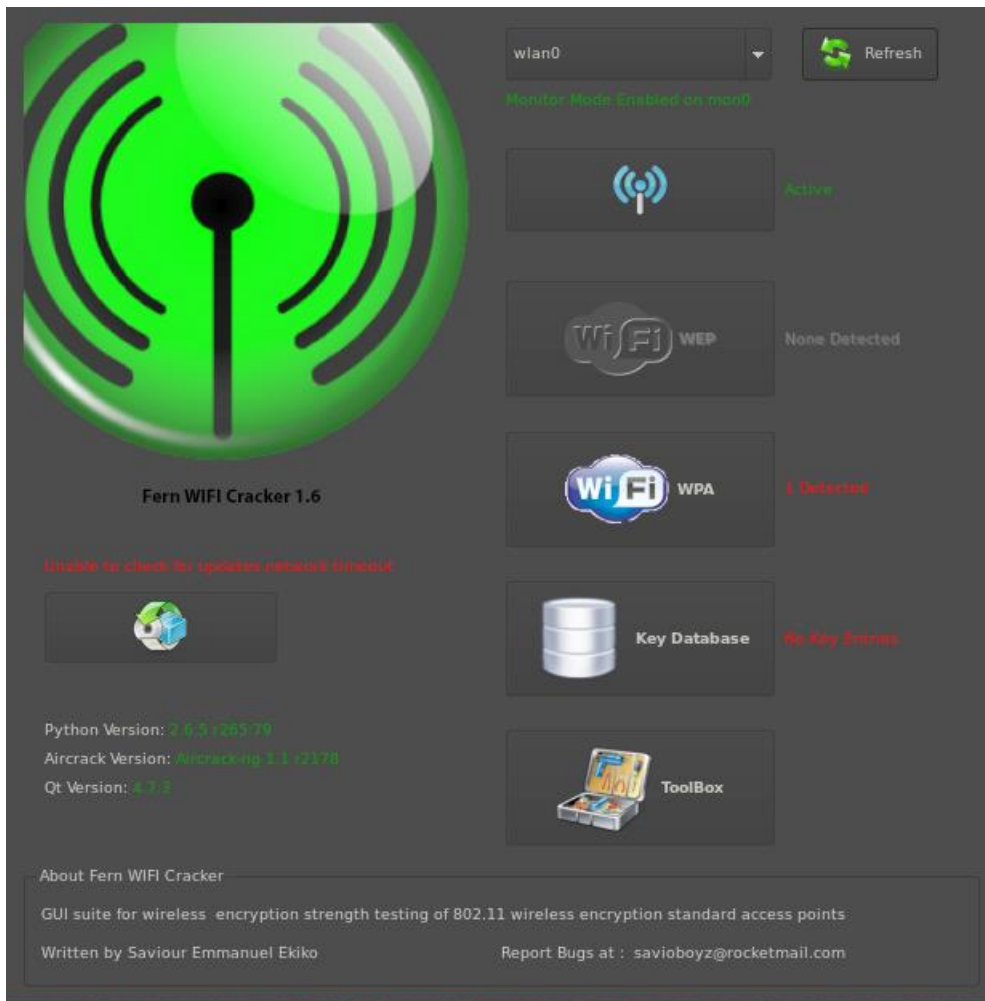 wlan0
Refresh
Monitor Mode Enabled on mon0
Active
WiFi WEP
None Detected
Fern WIFI Cracker 1.6
WiFi WPA
1 Detected
Unable to check for updates network timeout
Key Database
No Key Entries
Python Version: 2.6.5 r265:79
Aircrack Version: Aircrack-ng 1.1 r2178
Qt Version: 4.7.3
ToolBox
About Fern WIFI Cracker
GUI suite for wireless encryption strength testing of 802.11 wireless encryption standard access points
Written by Saviour Emmanuel Ekiko
Report Bugs at : savioboyz@rocketmail.com